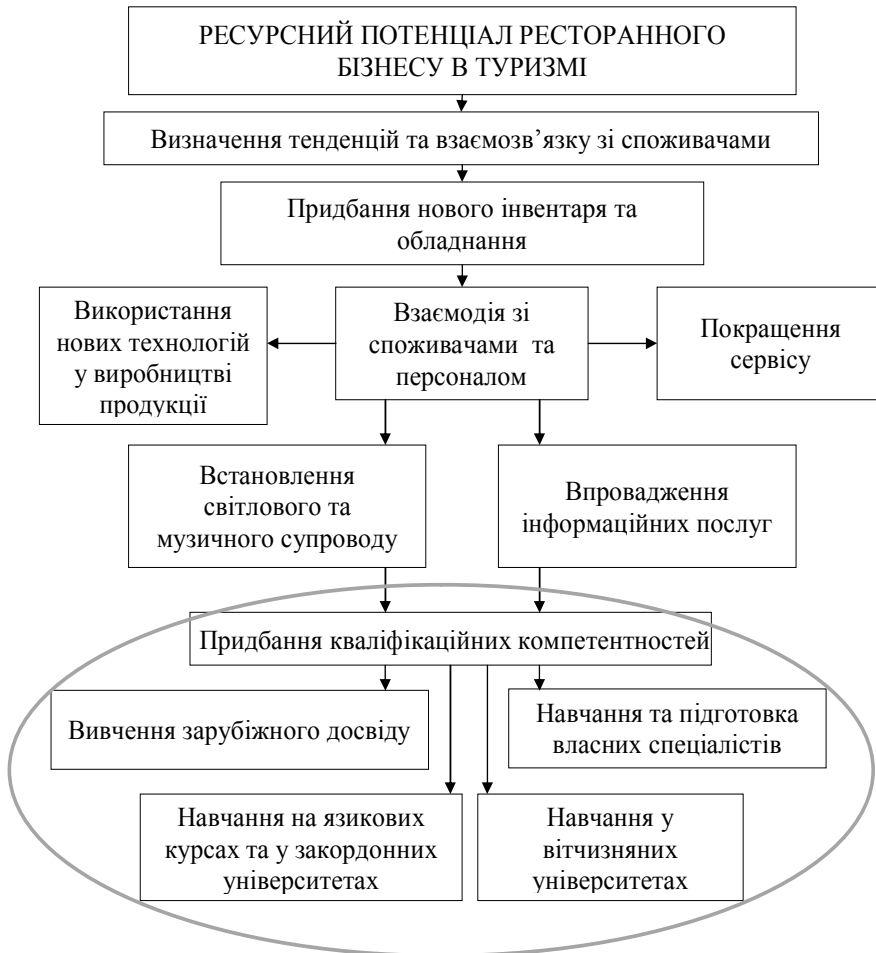 РЕСУРСНИЙ ПОТЕНЦІАЛ РЕСТОРАННОГО
БІЗНЕСУ В ТУРИЗМІ
Визначення тенденцій та взаємозв’язку зі споживачами
Придбання нового інвентаря та
обладнання
Використання
нових технологій
у виробництві
продукції
Взаємодія зі
споживачами та
персоналом
Покращення
сервісу
Встановлення
світлового та
музичного супроводу
Впровадження
інформаційних послуг
Придбання кваліфікаційних компетентностей
Вивчення зарубіжного досвіду
Навчання та підготовка
власних спеціалістів
Навчання на язикових
курсах та у закордонних
університетах
Навчання у
вітчизняних
університетах